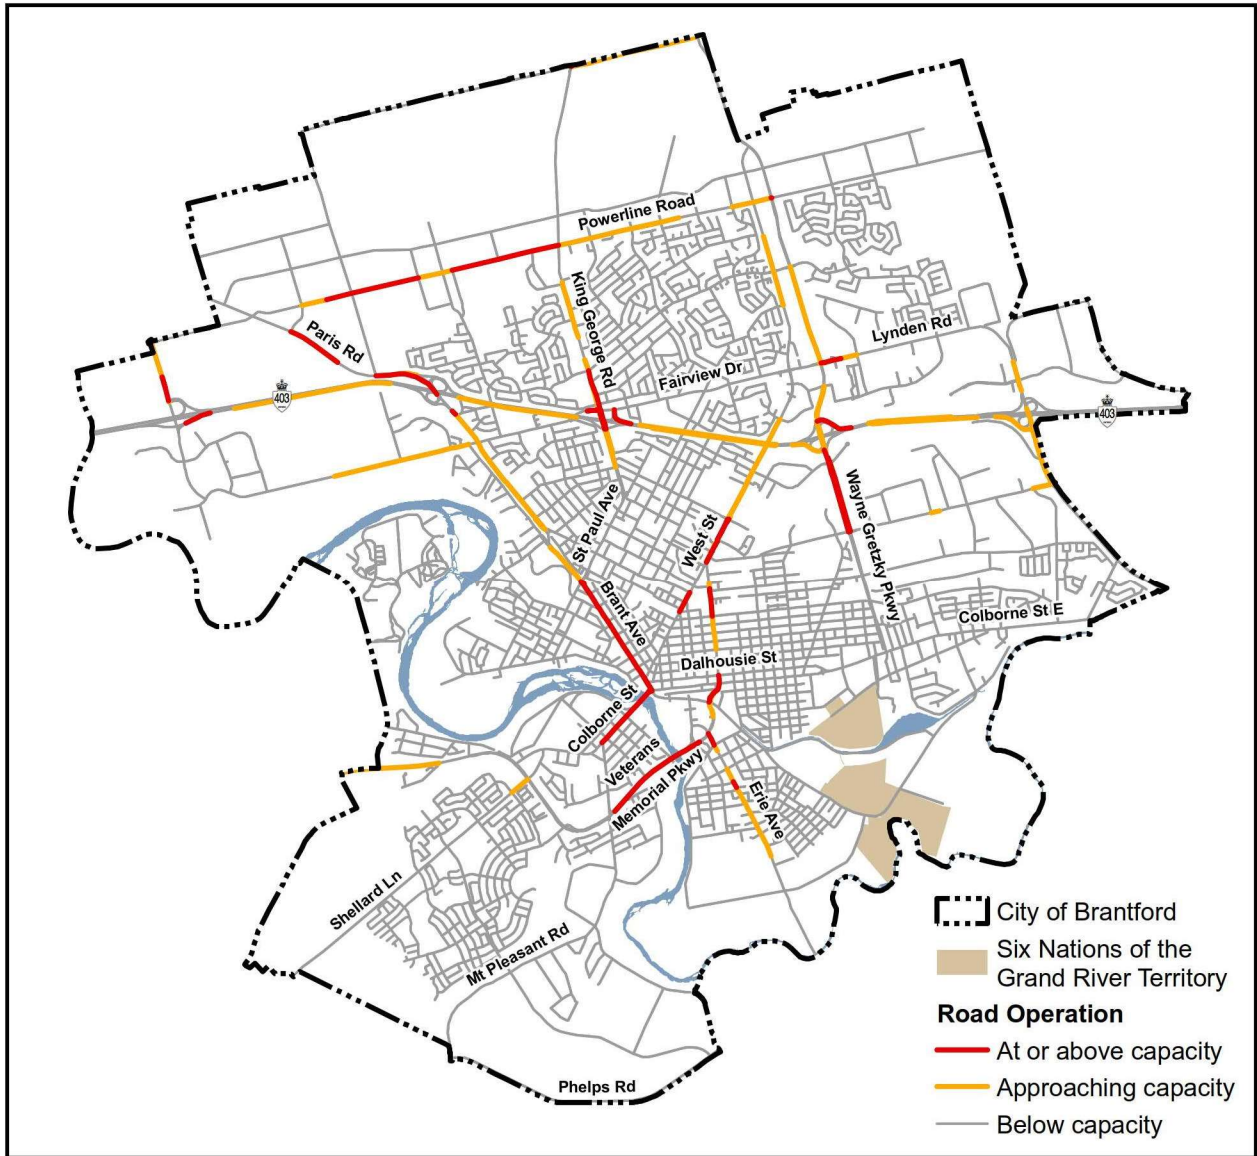 Powerline Road
King George Rd
Paris Rd
Lynden Rd
Fairview Dr
403
403
Wayne Gretzky Pkwy
St Paul Ave
West St
Brant Ave
Colborne St E
Dalhousie St
Colborne St
Veterans
Memorial Pkwy
Erie Ave
Shellard Ln
Mt Pleasant Rd
Phelps Rd
City of Brantford
Six Nations of the
Grand River Territory
Road Operation
At or above capacity
Approaching capacity
Below capacity